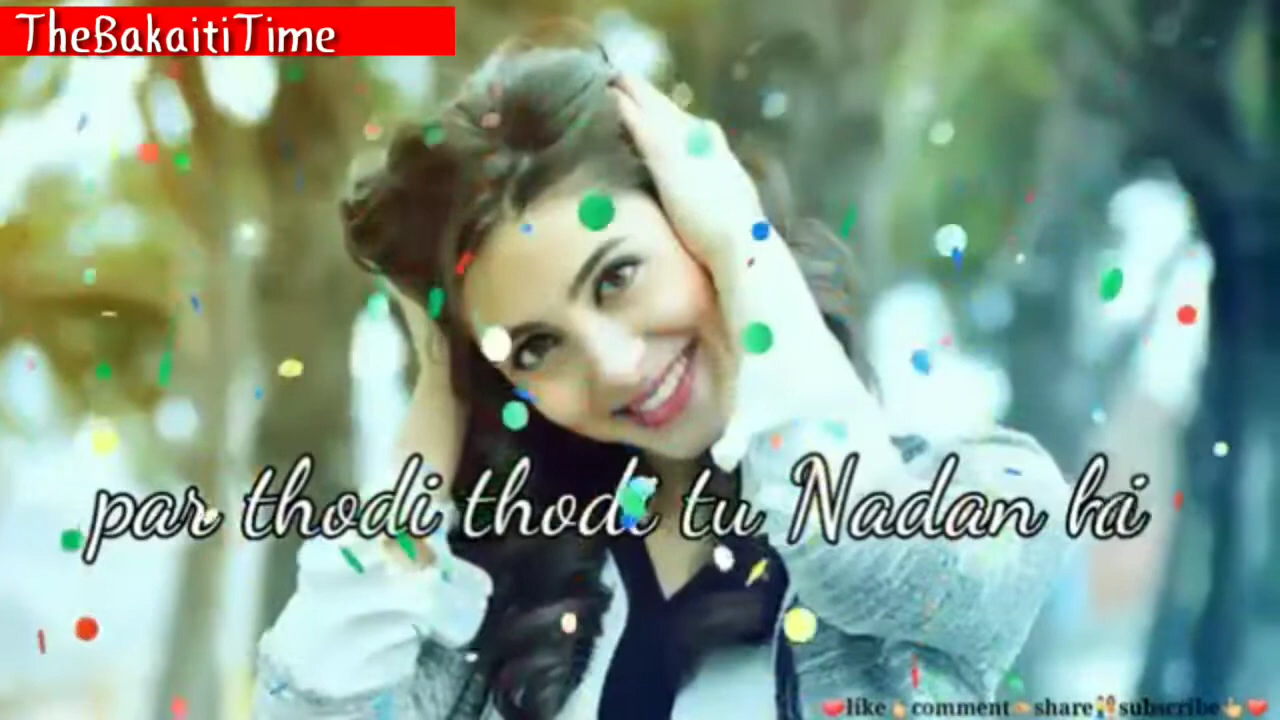 TheBakaitiTime
par thodi thodi tu Nadan hai
like comment share subscribe